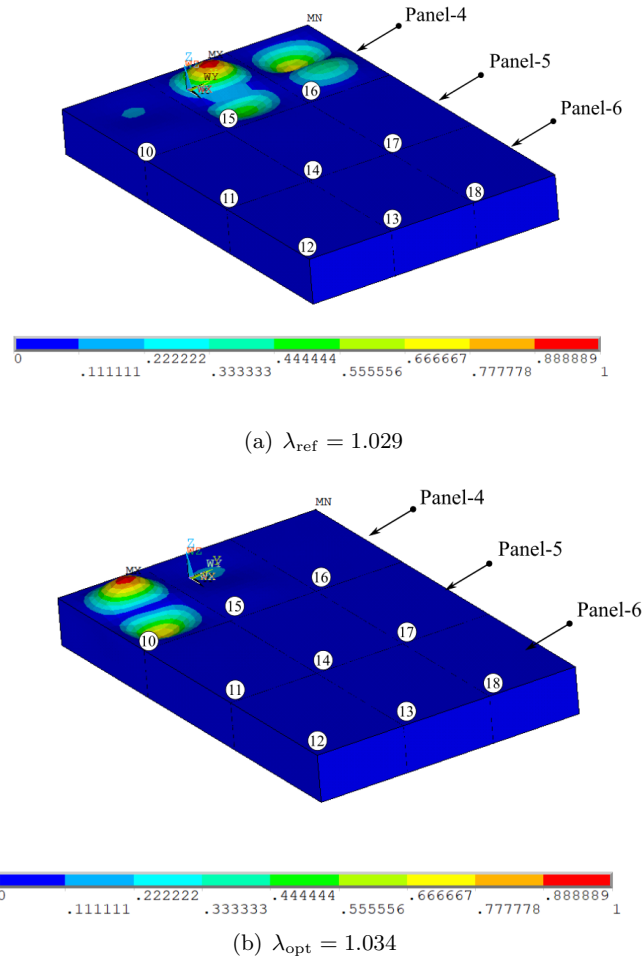 MN
Panel-4
Panel-5
Panel-6
MX
Z
WY
16
15
10
17
14
11
18
13
12
0 .222222 .444444 .666667 .888889
.111111 .333333 .555556 .777778 1
(a) λref = 1.029
MN
Panel-4
Panel-5
Panel-6
Z
MX
WX
16
15
10
17
14
11
18
13
12
0 .222222 .444444 .666667 .888889
.111111 .333333 .555556 .777778 1
(b) λopt = 1.034